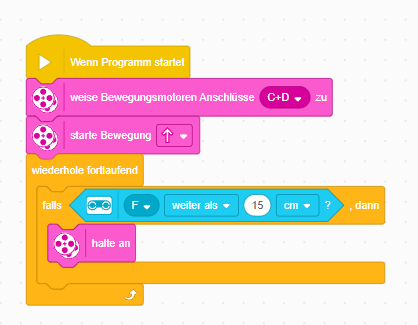 Wenn Programm startet
weise Bewegungsmotoren Anschlüsse C+D zu
starte Bewegung
wiederhole fortlaufend
falls F weiter als 15 cm ? , dann
halte an